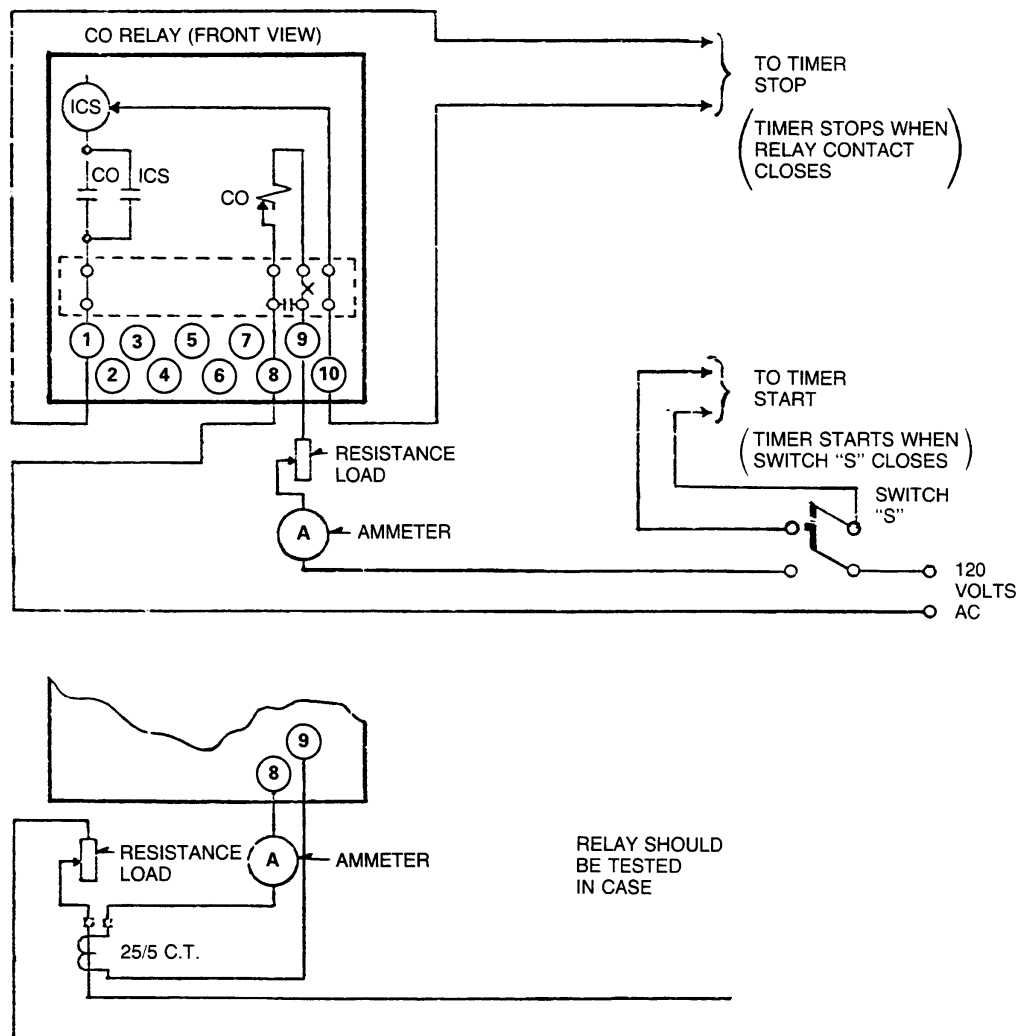 CO RELAY (FRONT VIEW)
TO TIMER
STOP
(TIMER STOPS WHEN
RELAY CONTACT
CLOSES)
ICS
CO ICS
CO
1 3 5 7 9
2 4 6 8 10
TO TIMER
START
(TIMER STARTS WHEN
SWITCH "S" CLOSES)
RESISTANCE
LOAD
SWITCH
"S"
A AMMETER
120
VOLTS
AC
9
8
RESISTANCE
LOAD
A AMMETER
RELAY SHOULD
BE TESTED
IN CASE
25/5 C.T.